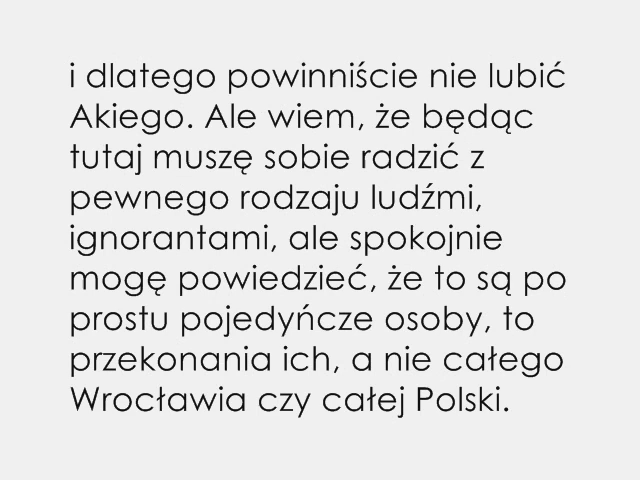 i dlatego powinniście nie lubić
Akiego. Ale wiem, że będąc
tutaj muszę sobie radzić z
pewnego rodzaju ludźmi,
ignorantami, ale spokojnie
mogę powiedzieć, że to są po
prostu pojedyńcze osoby, to
przekonania ich, a nie całego
Wrocławia czy całej Polski.